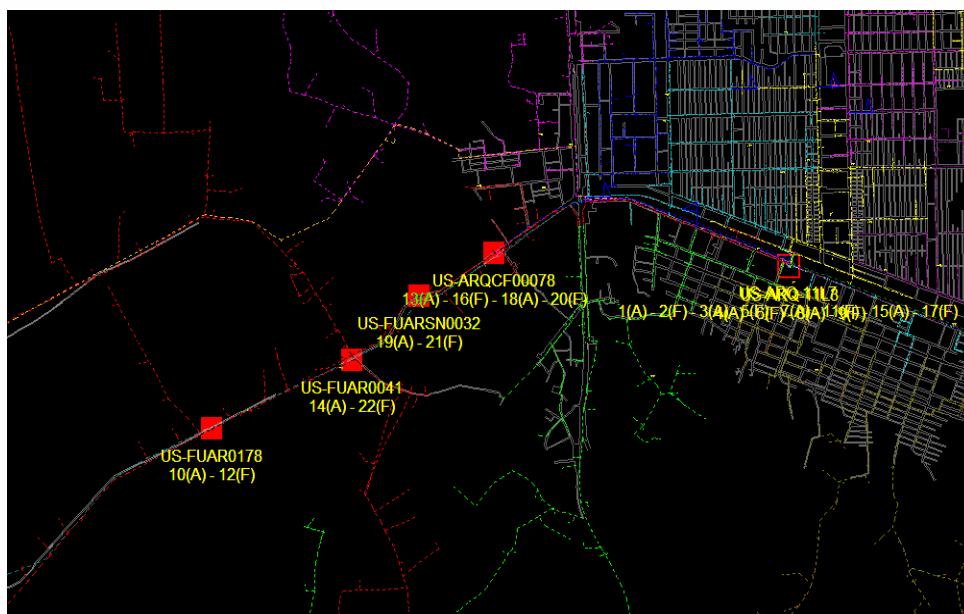 US-ARQCF00078
13(A) - 16(F) - 18(A) - 20(F)
US-FUARSN0032
19(A) - 21(F)
US-FUAR0041
14(A) - 22(F)
US-FUAR0178
10(A) - 12(F)
1(A) - 2(F) - 3(A) 15(A) - 17(F)